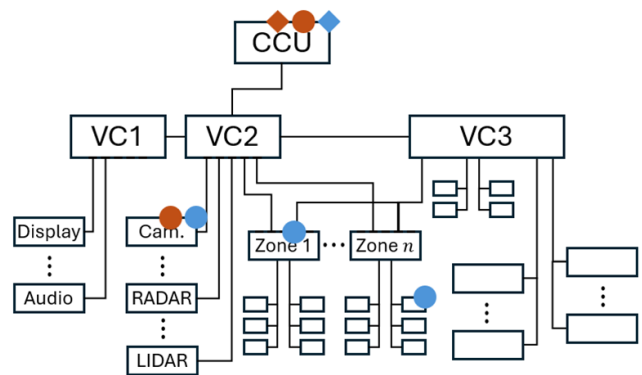 CCU
VC1
VC2
VC3
Display
Cam.
Zone 1
Zone n
Audio
RADAR
LIDAR